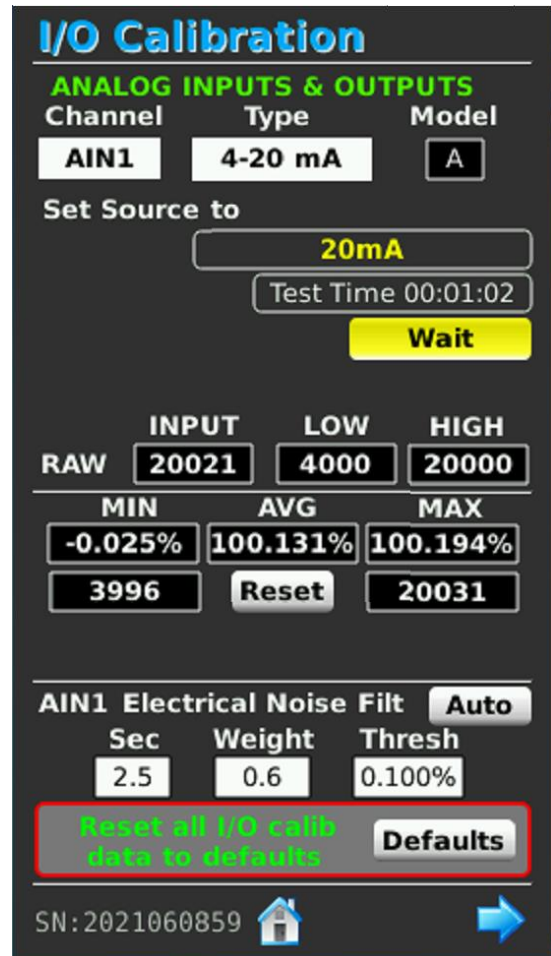 I/O Calibration
ANALOG INPUTS & OUTPUTS
Channel Type Model
AIN1 4-20 mA A
Set Source to
20mA
Test Time 00:01:02
Wait
INPUT LOW HIGH
RAW 20021 4000 20000
MIN AVG MAX
-0.025% 100.131% 100.194%
3996 Reset 20031
AIN1 Electrical Noise Filt Auto
Sec Weight Thresh
2.5 0.6 0.100%
Reset all I/O calib
data to defaults
Defaults
SN:2021060859